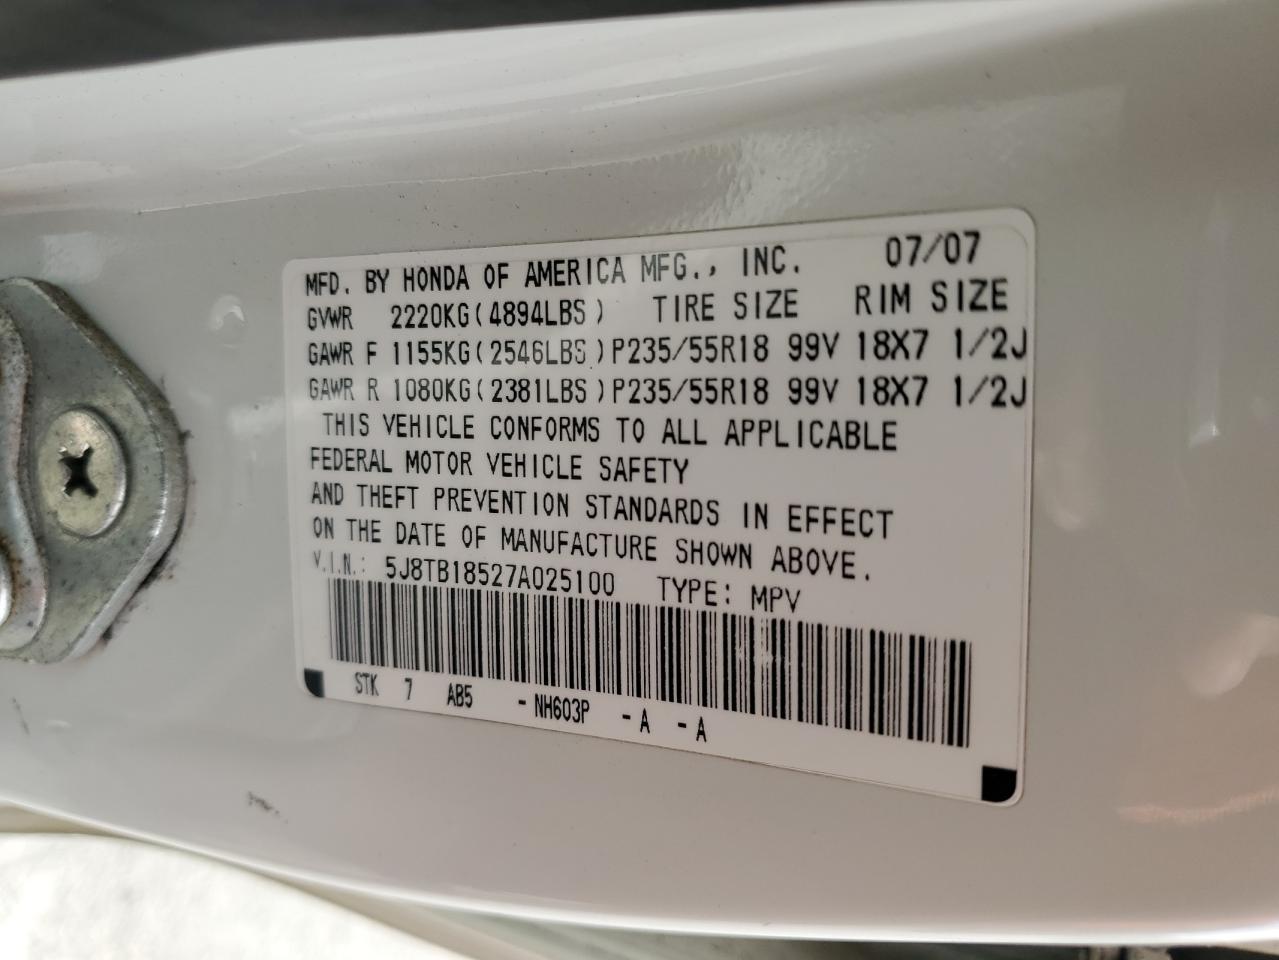 MFD. BY HONDA OF AMERICA MFG., INC. 07/07
GVWR 2220KG(4894LBS) TIRE SIZE RIM SIZE
GAWR F 1155KG(2546LBS)P235/55R18 99V 18X7 1/2J
GAWR R 1080KG(2381LBS)P235/55R18 99V 18X7 1/2J
THIS VEHICLE CONFORMS TO ALL APPLICABLE
FEDERAL MOTOR VEHICLE SAFETY
AND THEFT PREVENTION STANDARDS IN EFFECT
ON THE DATE OF MANUFACTURE SHOWN ABOVE.
V.I.N.: 5J8TB18527A025100 TYPE: MPV
STK 7 AB5 -NH603P -A -A